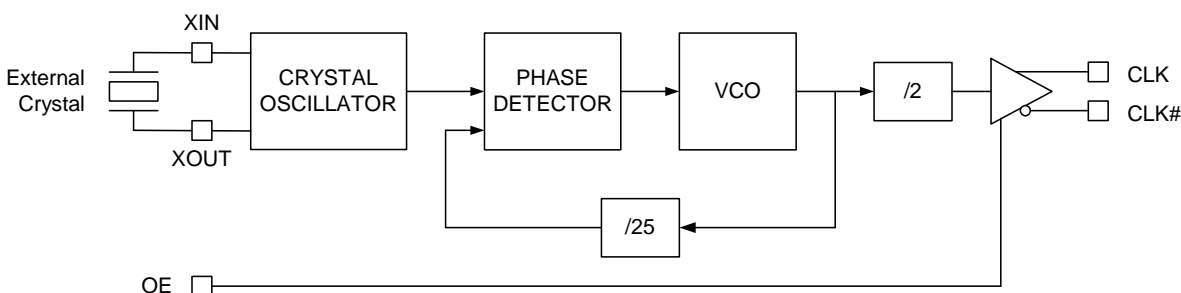 XIN
External
Crystal
XOUT
CRYSTAL
OSCILLATOR
PHASE
DETECTOR
VCO
/2
CLK
CLK#
/25
OE